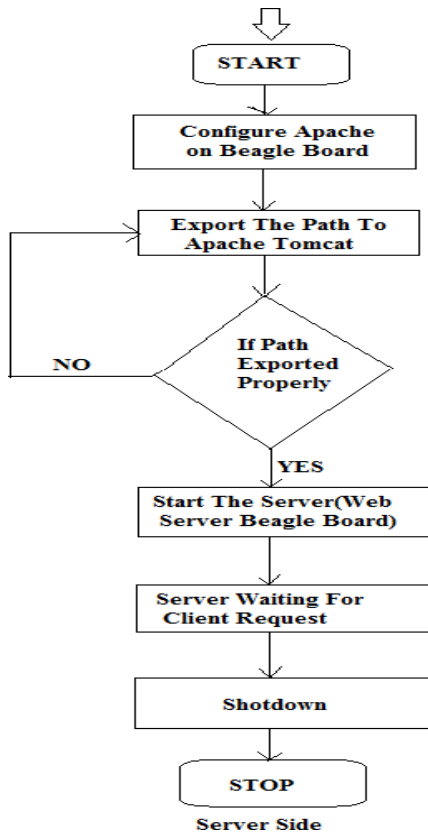 START
Configure Apache
on Beagle Board
Export The Path To
Apache Tomcat
If Path
Exported
Properly
NO
YES
Start The Server(Web
Server Beagle Board)
Server Waiting For
Client Request
Shotdown
STOP
Server Side